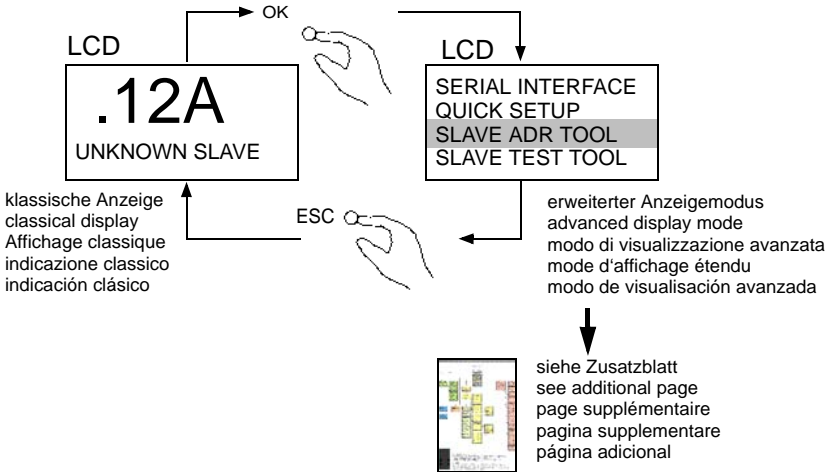 OK
LCD
.12A
UNKNOWN SLAVE
LCD
SERIAL INTERFACE
QUICK SETUP
SLAVE ADR TOOL
SLAVE TEST TOOL
klassische Anzeige
classical display
Affichage classique
indicazione classico
indicación clásico
ESC
erweiterter Anzeigemodus
advanced display mode
modo di visualizzazione avanzata
mode d‘affichage étendu
modo de visualisación avanzada
siehe Zusatzblatt
see additional page
page supplémentaire
pagina supplementare
página adicional